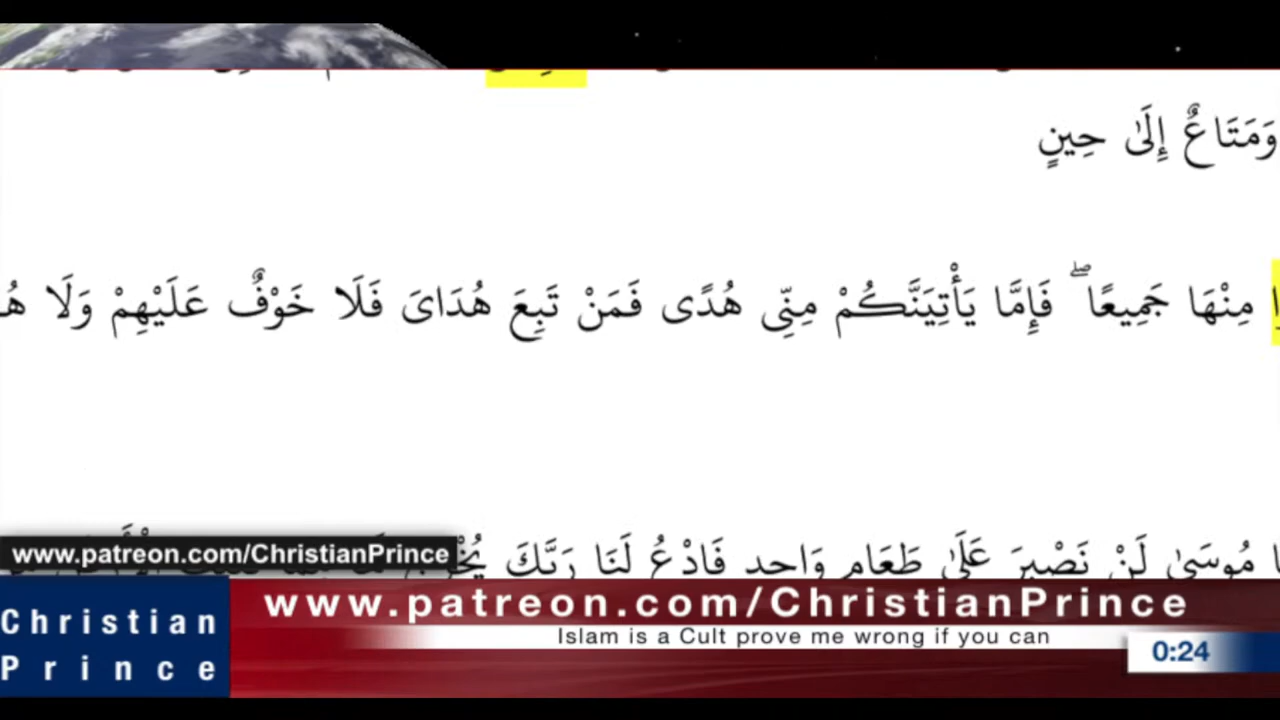 وَمَتَاعٌ إِلَىٰ حِينٍ
مِنْهَا جَمِيعًا ۖ فَإِمَّا يَأْتِيَنَّكُمْ مِنِّي هُدًى فَمَنْ تَبِعَ هُدَايَ فَلَا خَوْفٌ عَلَيْهِمْ وَلَا
مُوسَىٰ لَنْ نَصْبِرَ عَلَىٰ طَعَامٍ وَاحِدٍ فَادْعُ لَنَا رَبَّكَ
www.patreon.com/ChristianPrince
www.patreon.com/ChristianPrince
Christian
Prince
Islam is a Cult prove me wrong if you can
0:24